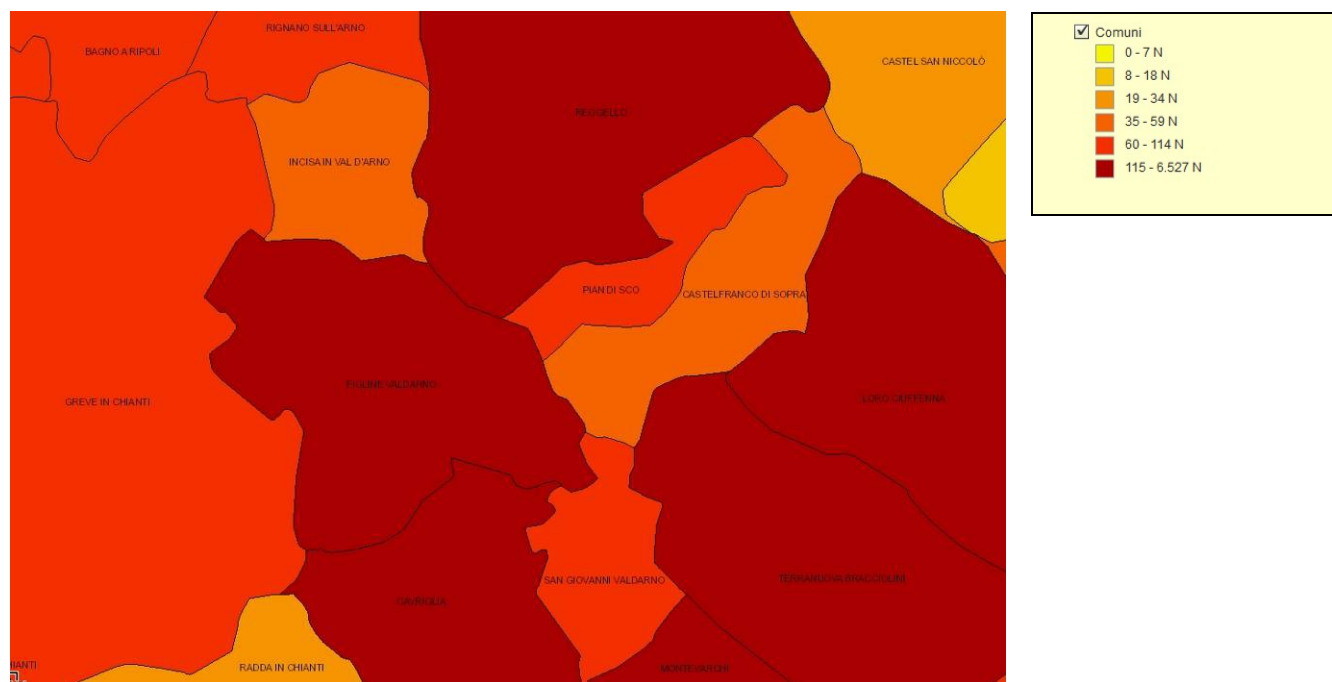 RIGNANO SULL'ARNO
BAGNO A RIPOLI
CASTEL SAN NICCOLÒ
REGGELLO
INCISA IN VAL D'ARNO
PIAN DI SCO
CASTELFRANCO DI SOPRA
FIGLINE VALDARNO
GREVE IN CHIANTI
LORO CIUFFENNA
SAN GIOVANNI VALDARNO
TERRANUOVA BRACCIOLINI
CAVRIGLIA
HIANTI
RADDA IN CHIANTI
MONTEVARCHI
Comuni
0 - 7 N
8 - 18 N
19 - 34 N
35 - 59 N
60 - 114 N
115 - 6.527 N